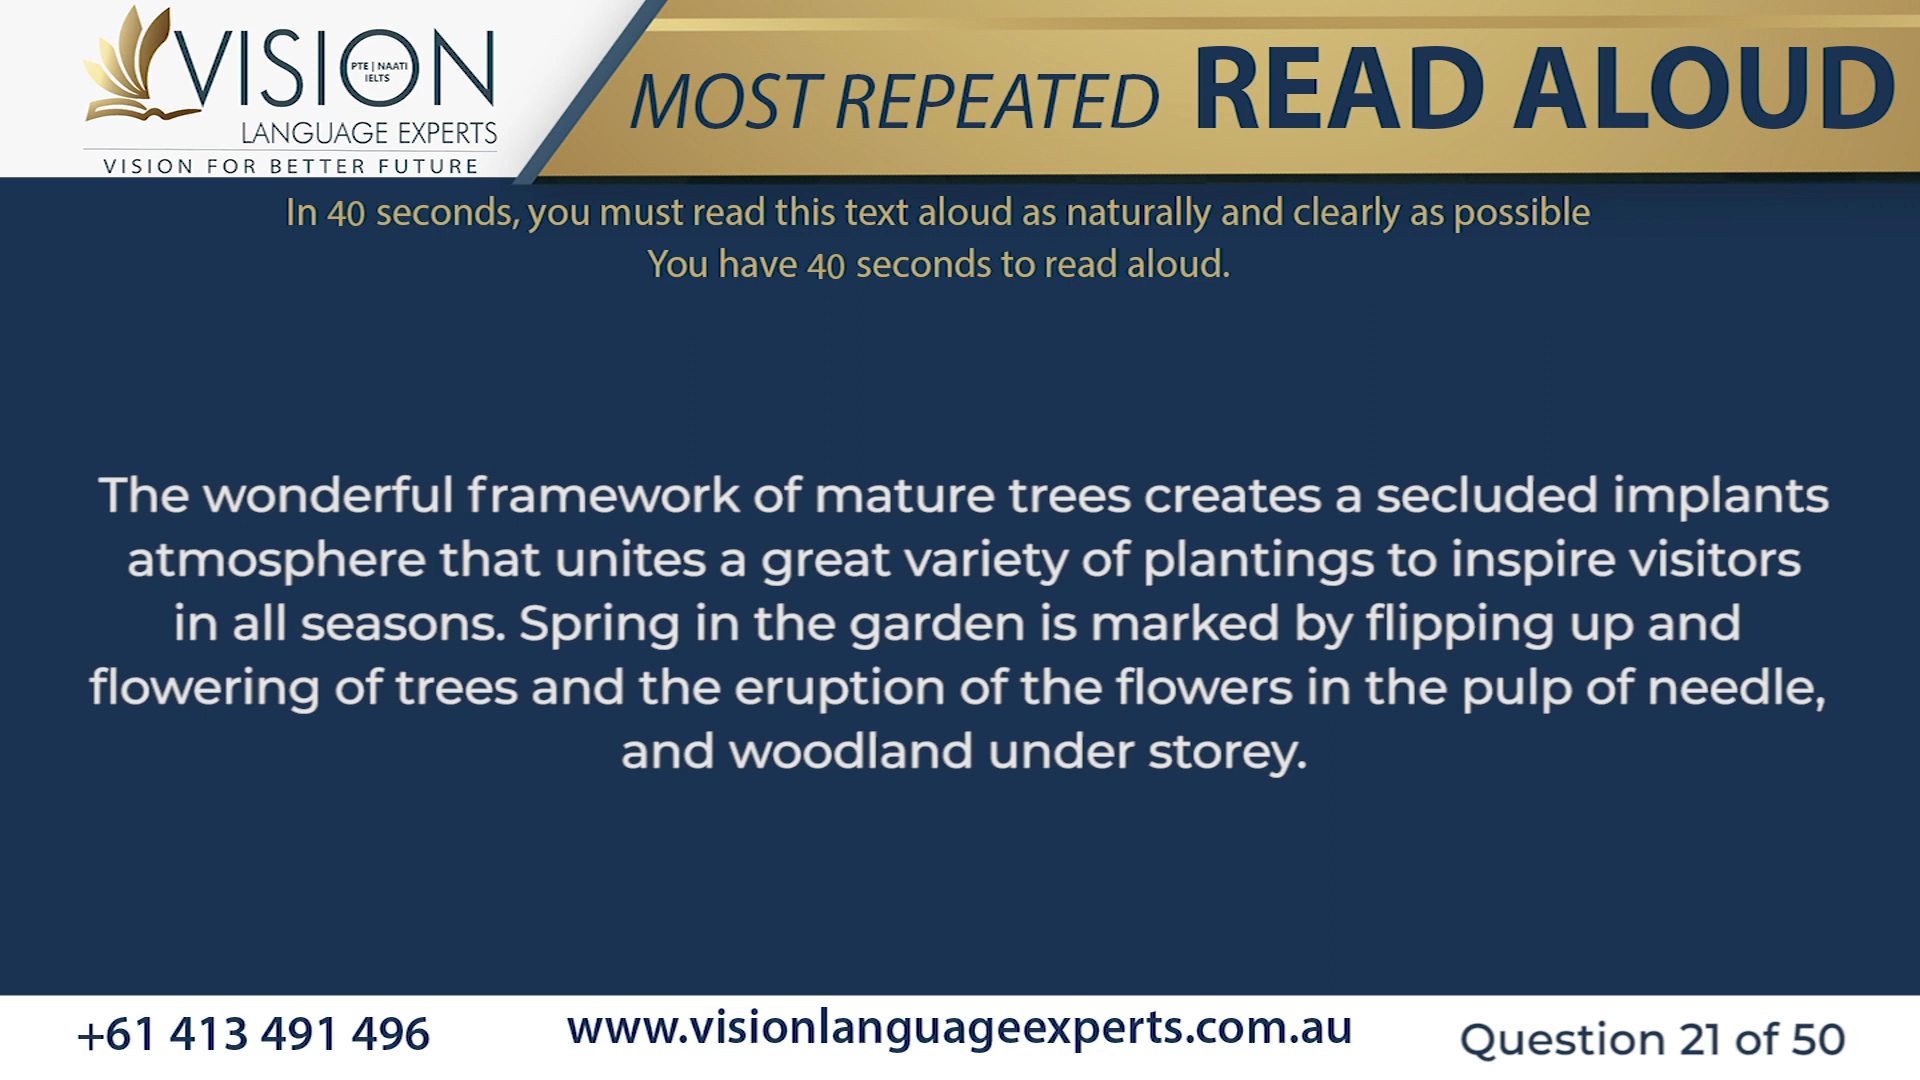 VISION
PTE | NAATI
IELTS
LANGUAGE EXPERTS
VISION FOR BETTER FUTURE
MOST REPEATED READ ALOUD
In 40 seconds, you must read this text aloud as naturally and clearly as possible
You have 40 seconds to read aloud.
The wonderful framework of mature trees creates a secluded implants
atmosphere that unites a great variety of plantings to inspire visitors
in all seasons. Spring in the garden is marked by flipping up and
flowering of trees and the eruption of the flowers in the pulp of needle,
and woodland under storey.
+61 413 491 496
www.visionlanguageexperts.com.au
Question 21 of 50